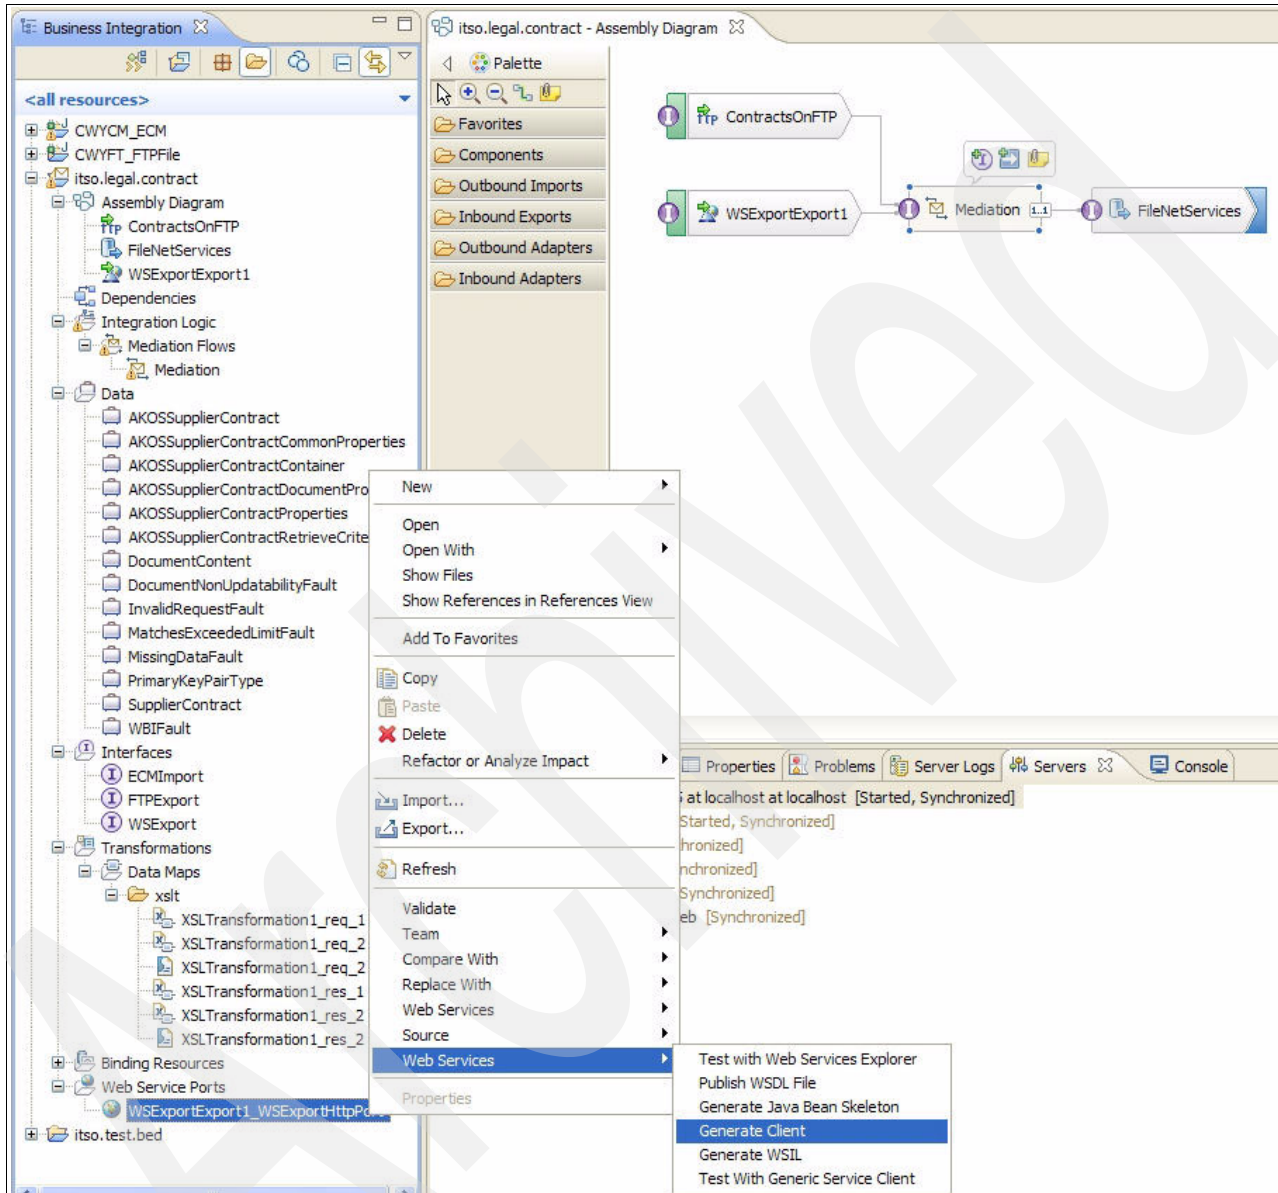 Business Integration
<all resources>
CWYCM_ECM
CWYFT_FTPFile
itso.legal.contract
Assembly Diagram
ContractsOnFTP
FileNetServices
WSExportExport1
Dependencies
Integration Logic
Mediation Flows
Mediation
Data
AKOSSupplierContract
AKOSSupplierContractCommonProperties
AKOSSupplierContractContainer
AKOSSupplierContractDocumentPro
AKOSSupplierContractProperties
AKOSSupplierContractRetrieveCrite
DocumentContent
DocumentNonUpdatabilityFault
InvalidRequestFault
MatchesExceededLimitFault
MissingDataFault
PrimaryKeyPairType
SupplierContract
WBIFault
Interfaces
ECMImport
FTPExport
WSExport
Transformations
Data Maps
xslt
XSLTransformation1_req_1
XSLTransformation1_req_2
XSLTransformation1_req_2
XSLTransformation1_res_1
XSLTransformation1_res_2
XSLTransformation1_res_2
Binding Resources
Web Service Ports
WSExportExport1_WSExportHttpPor
itso.test.bed
itso.legal.contract - Assembly Diagram
Palette
Favorites
Components
Outbound Imports
Inbound Exports
Outbound Adapters
Inbound Adapters
FTP ContractsOnFTP
WSExportExport1
Mediation 1..1
FileNetServices
New
Open
Open With
Show Files
Show References in References View
Add To Favorites
Copy
Paste
Delete
Refactor or Analyze Impact
Import...
Export...
Refresh
Validate
Team
Compare With
Replace With
Web Services
Source
Web Services
Properties
Properties Problems Server Logs Servers Console
at localhost at localhost [Started, Synchronized]
Started, Synchronized]
hronized]
nchronized]
Synchronized]
eb [Synchronized]
Test with Web Services Explorer
Publish WSDL File
Generate Java Bean Skeleton
Generate Client
Generate WSIL
Test With Generic Service Client
Archived